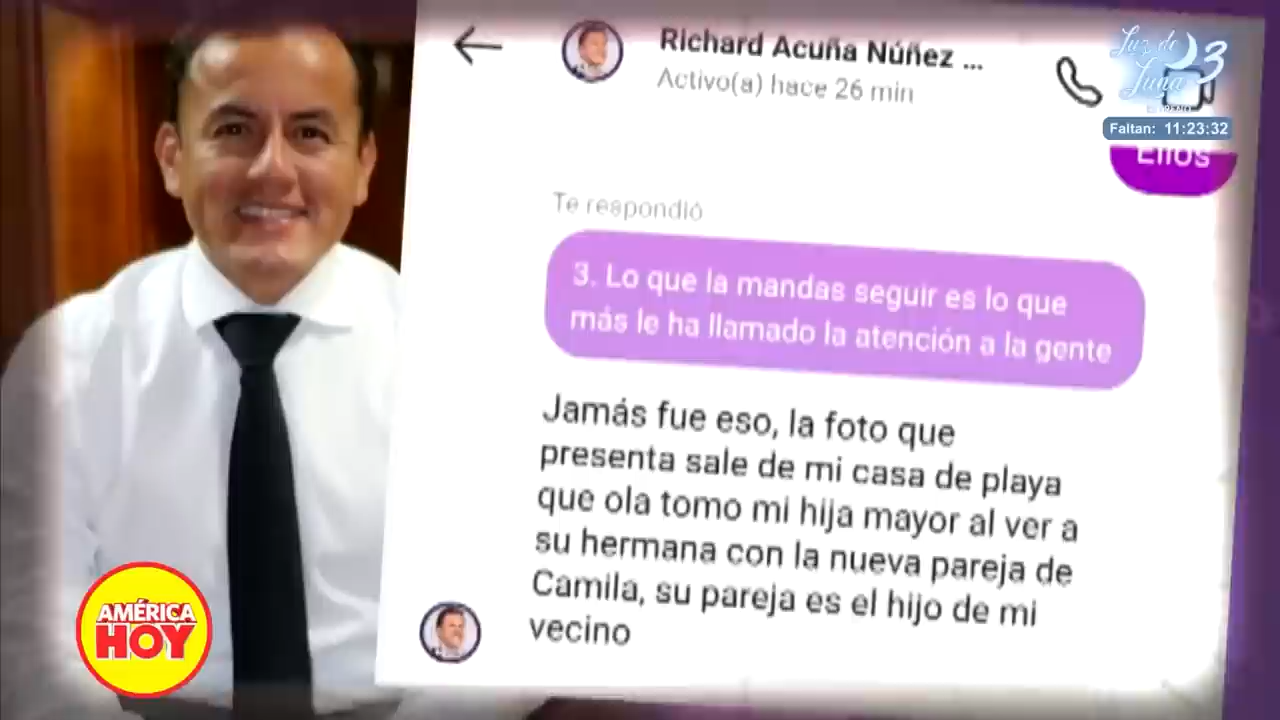 Richard Acuña Núñez ...
Activo(a) hace 26 min
Luz de
Luna 3
Faltan: 11:23:32
Ellos
Te respondió
3. Lo que la mandas seguir es lo que
más le ha llamado la atención a la gente
Jamás fue eso, la foto que
presenta sale de mi casa de playa
que ola tomo mi hija mayor al ver a
su hermana con la nueva pareja de
Camila, su pareja es el hijo de mi
vecino
AMÉRICA
HOY